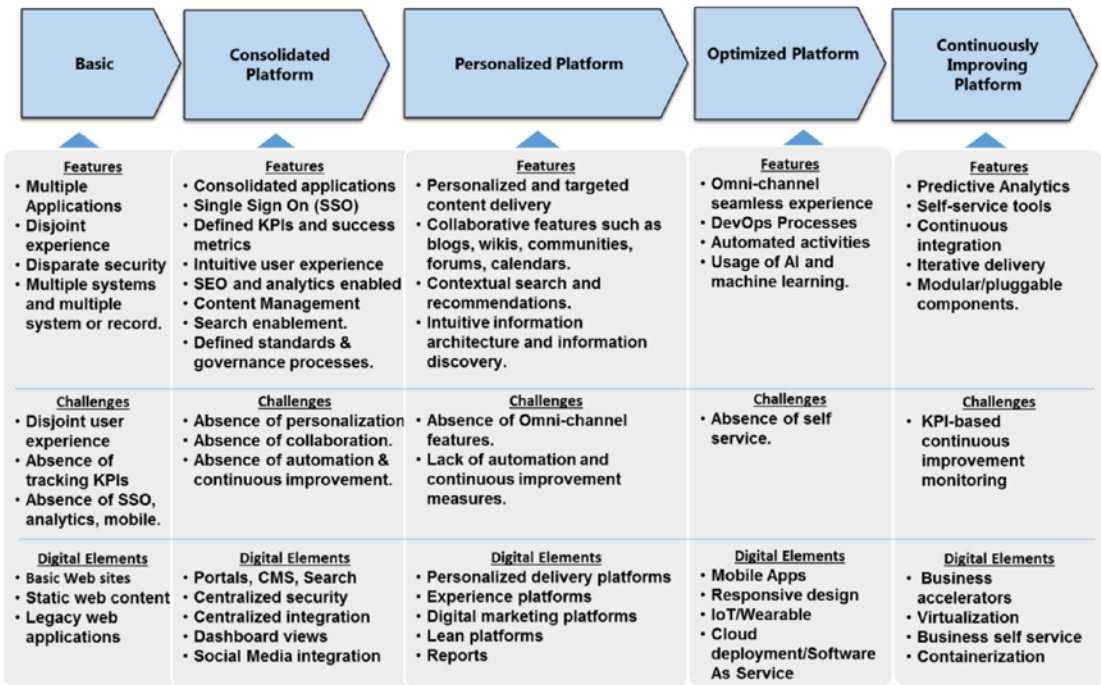 Basic
Consolidated
Platform
Personalized Platform
Optimized Platform
Continuously
Improving
Platform
Features
• Multiple
Applications
• Disjoint
experience
• Disparate security
• Multiple systems
and multiple
system or record.
Features
• Consolidated applications
• Single Sign On (SSO)
• Defined KPIs and success
metrics
• Intuitive user experience
• SEO and analytics enabled
• Content Management
• Search enablement.
• Defined standards &
governance processes.
Features
• Personalized and targeted
content delivery
• Collaborative features such as
blogs, wikis, communities,
forums, calendars.
• Contextual search and
recommendations.
• Intuitive information
architecture and information
discovery.
Features
• Omni-channel
seamless experience
• DevOps Processes
• Automated activities
• Usage of AI and
machine learning.
Features
• Predictive Analytics
• Self-service tools
• Continuous
integration
• Iterative delivery
• Modular/pluggable
components.
Challenges
• Disjoint user
experience
• Absence of
tracking KPIs
• Absence of SSO,
analytics, mobile.
Challenges
• Absence of personalization
• Absence of collaboration.
• Absence of automation &
continuous improvement.
Challenges
• Absence of Omni-channel
features.
• Lack of automation and
continuous improvement
measures.
Challenges
• Absence of self
service.
Challenges
• KPI-based
continuous
improvement
monitoring
Digital Elements
• Basic Web sites
• Static web content
• Legacy web
applications
Digital Elements
• Portals, CMS, Search
• Centralized security
• Centralized integration
• Dashboard views
• Social Media integration
Digital Elements
• Personalized delivery platforms
• Experience platforms
• Digital marketing platforms
• Lean platforms
• Reports
Digital Elements
• Mobile Apps
• Responsive design
• IoT/Wearable
• Cloud
deployment/Software
As Service
Digital Elements
• Business
accelerators
• Virtualization
• Business self service
• Containerization